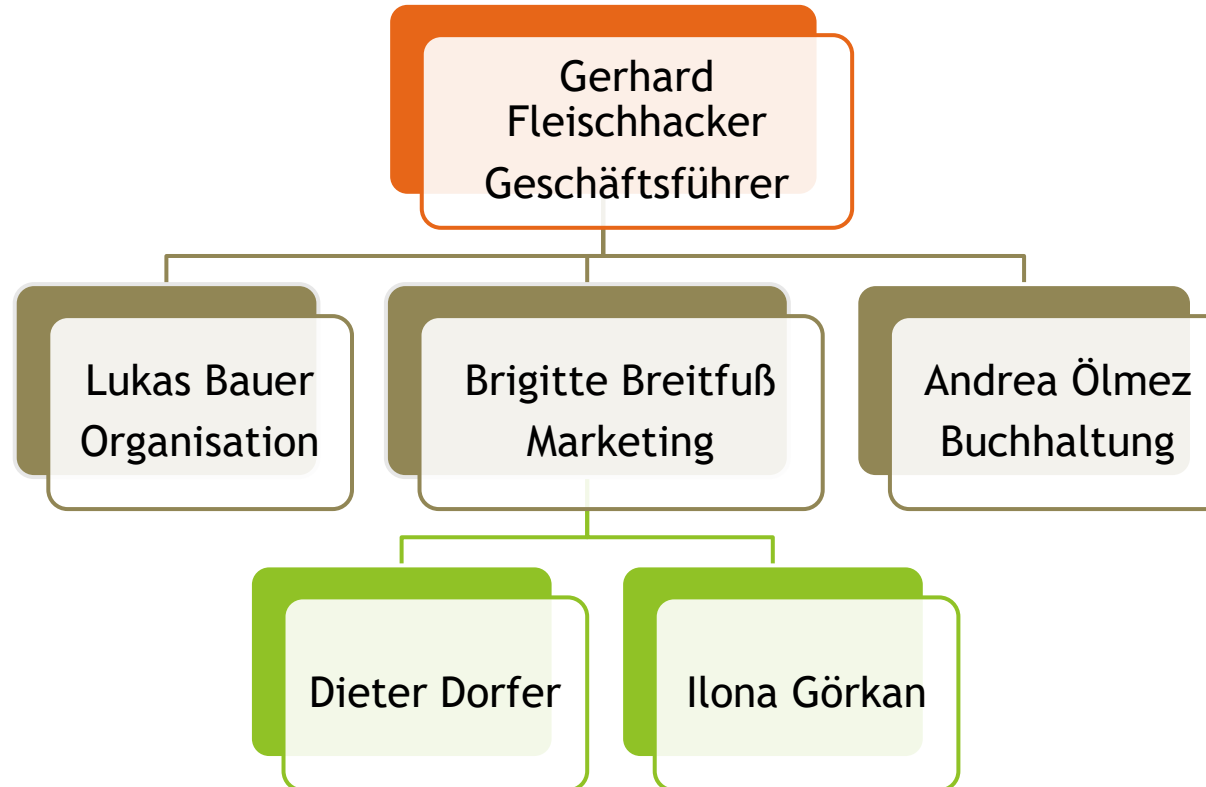 Gerhard
Fleischhacker
Geschäftsführer
Lukas Bauer
Organisation
Brigitte Breitfuß
Marketing
Andrea Ölmez
Buchhaltung
Dieter Dorfer
Ilona Görkan